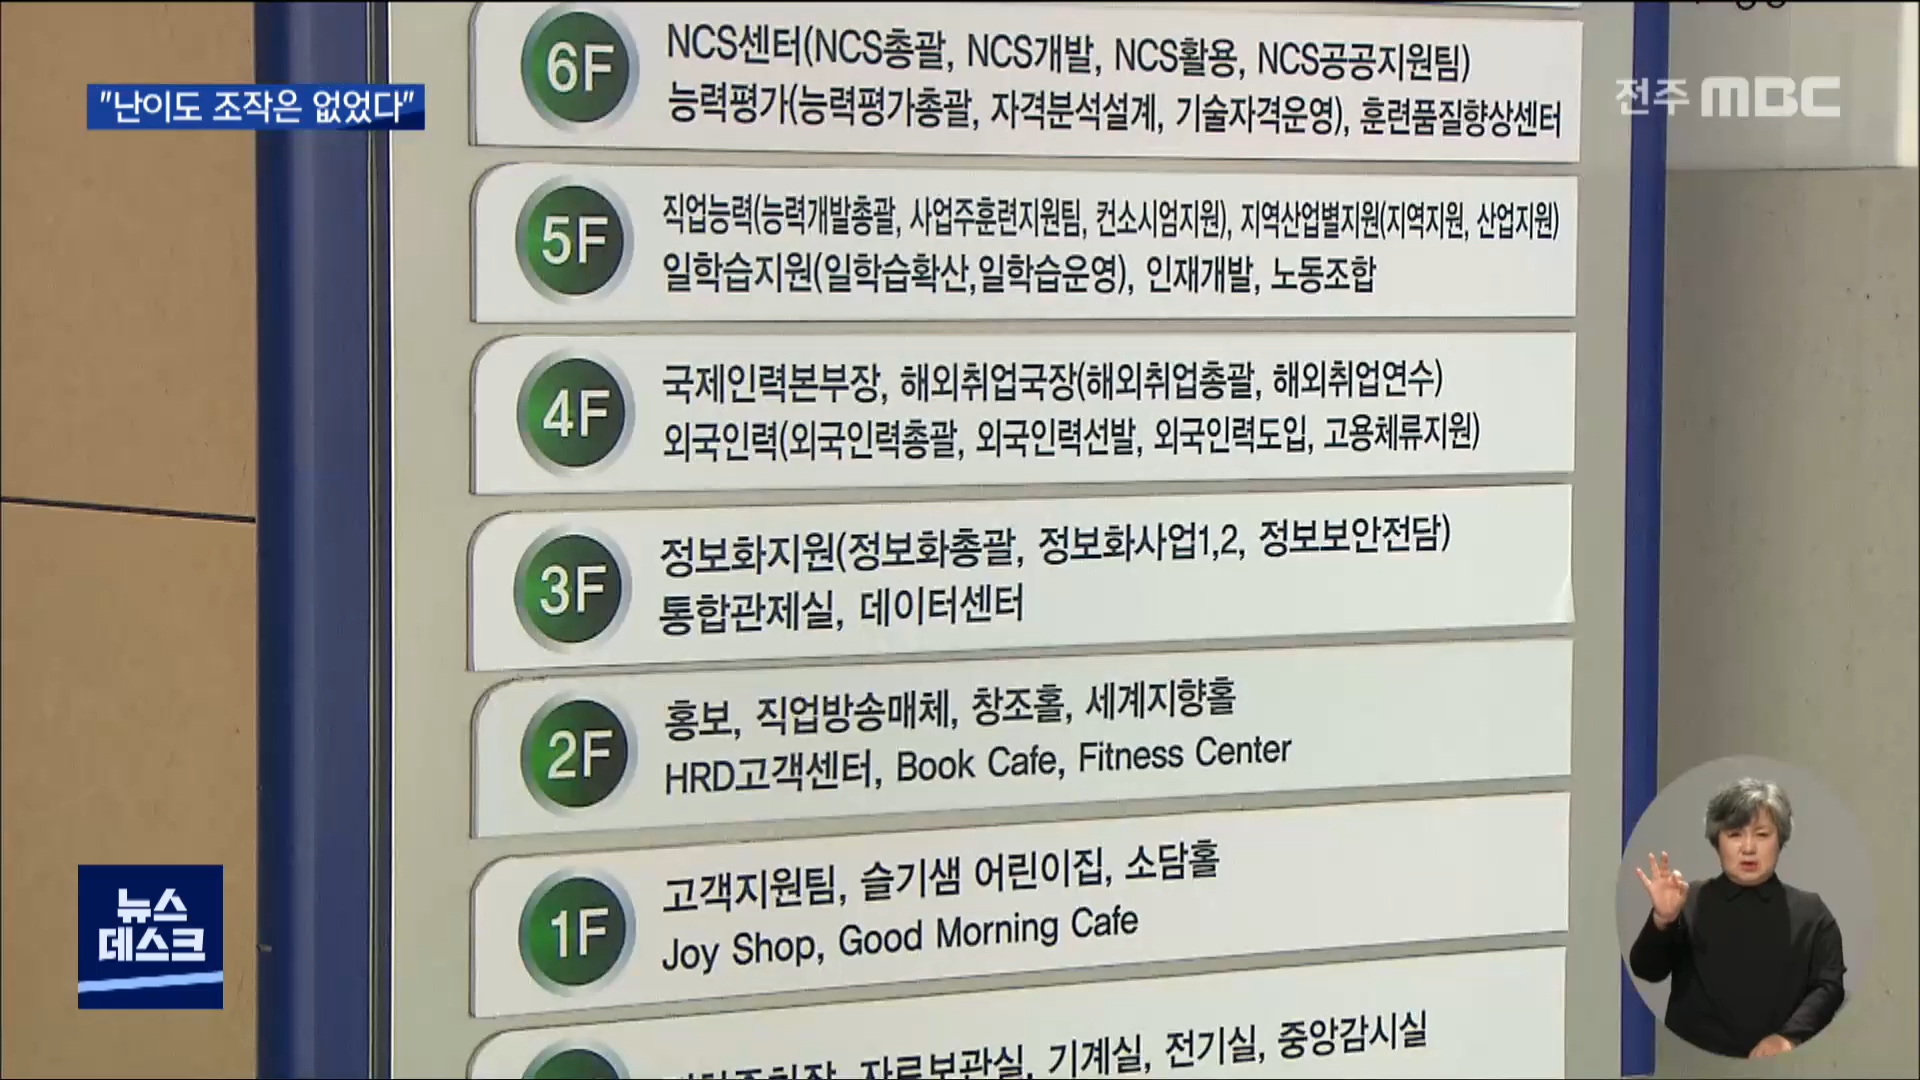 "난이도 조작은 없었다"
전주 MBC
6F
NCS센터(NCS총괄, NCS개발, NCS활용, NCS공공지원팀)
능력평가(능력평가총괄, 자격분석설계, 기술자격운영), 훈련품질향상센터
5F
직업능력(능력개발총괄, 사업주훈련지원팀, 컨소시엄지원), 지역산업별지원(지역지원, 산업지원)
일학습지원(일학습확산,일학습운영), 인재개발, 노동조합
4F
국제인력본부장, 해외취업국장(해외취업총괄, 해외취업연수)
외국인력(외국인력총괄, 외국인력선발, 외국인력도입, 고용체류지원)
3F
정보화지원(정보화총괄, 정보화사업1,2, 정보보안전담)
통합관제실, 데이터센터
2F
홍보, 직업방송매체, 창조홀, 세계지향홀
HRD고객센터, Book Cafe, Fitness Center
1F
고객지원팀, 슬기샘 어린이집, 소담홀
Joy Shop, Good Morning Cafe
자료보관실, 기계실, 전기실, 중앙감시실
뉴스
데스크